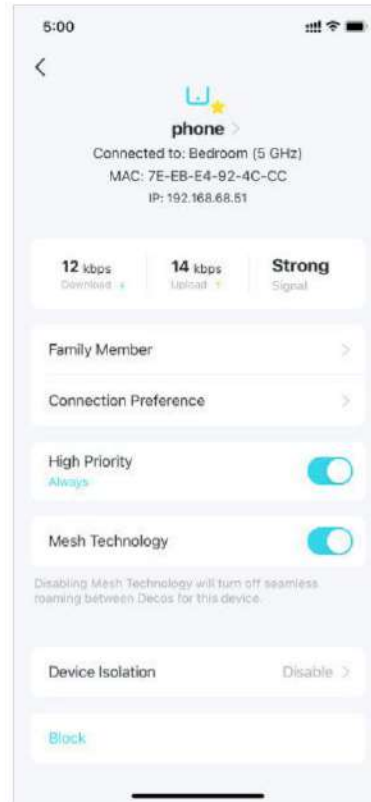 5:00
phone
Connected to: Bedroom (5 GHz)
MAC: 7E-EB-E4-92-4C-CC
IP: 192.168.68.51
12 kbps
Download
14 kbps
Upload
Strong
Signal
Family Member
Connection Preference
High Priority
Always
Mesh Technology
Disabling Mesh Technology will turn off seamless
roaming between Decos for this device.
Device Isolation
Disable
Block